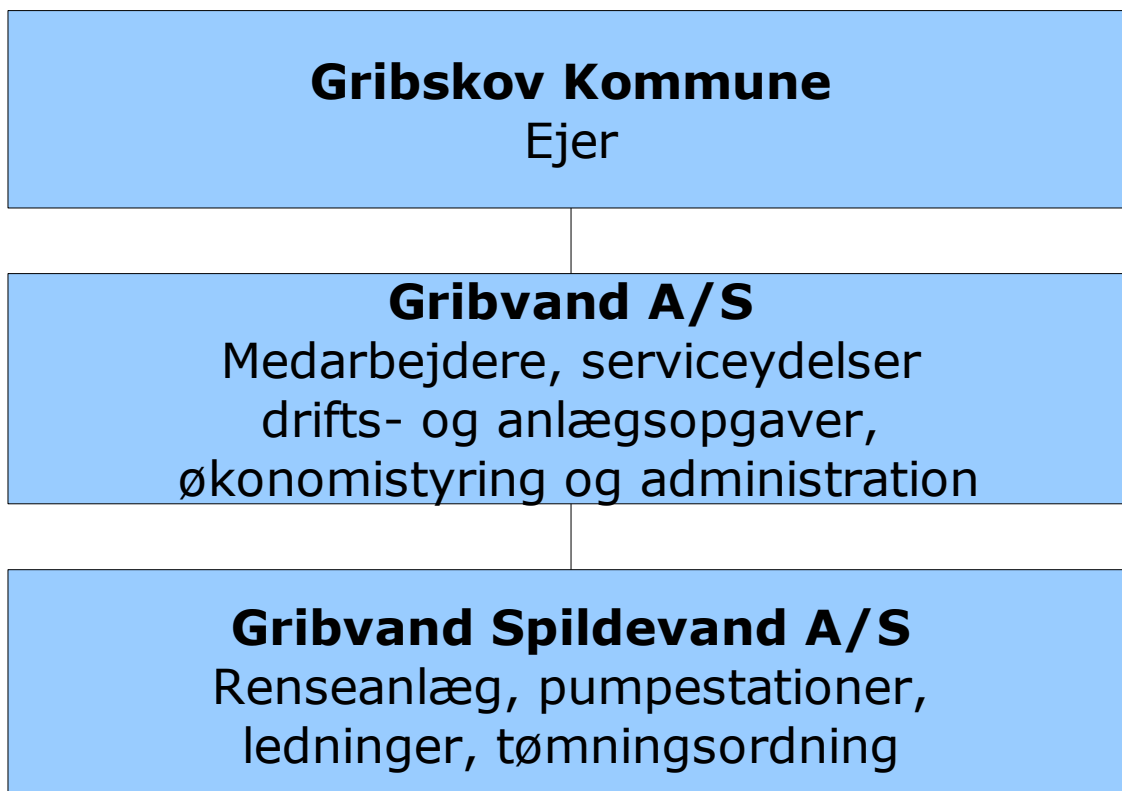 Gribskov Kommune
Ejer
Gribvand A/S
Medarbejdere, serviceydelser
drifts- og anlægsopgaver,
økonomistyring og administration
Gribvand Spildevand A/S
Renseanlæg, pumpestationer,
ledninger, tømningsordning